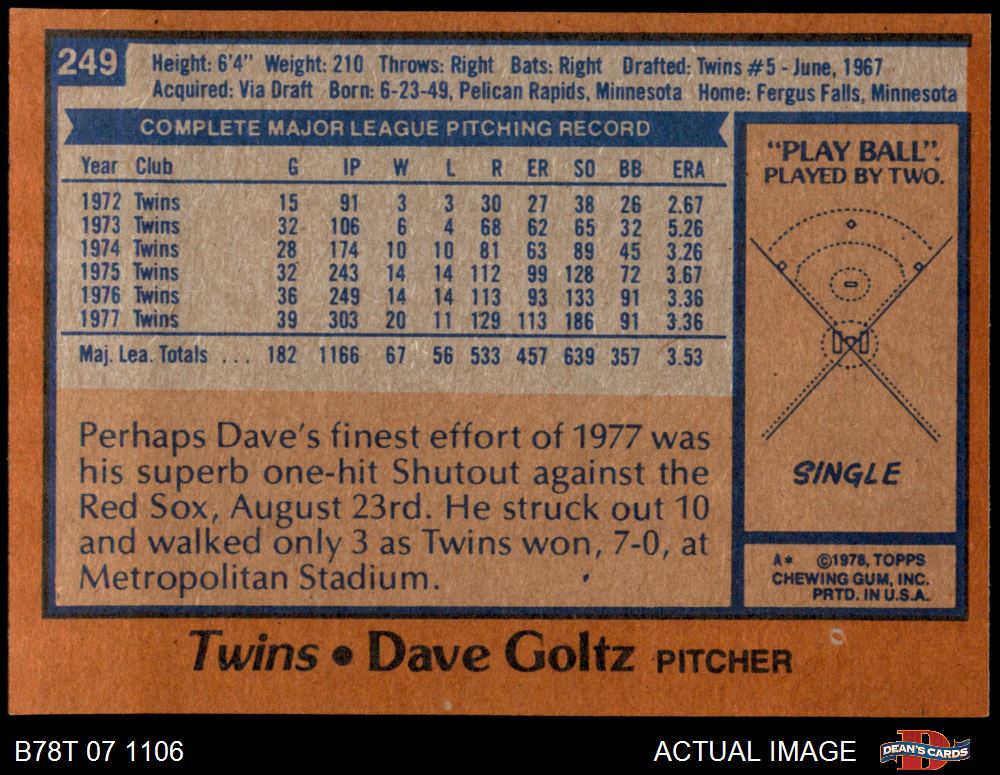 249
Height: 6'4" Weight: 210 Throws: Right Bats: Right Drafted: Twins #5 - June, 1967
Acquired: Via Draft Born: 6-23-49, Pelican Rapids, Minnesota Home: Fergus Falls, Minnesota
COMPLETE MAJOR LEAGUE PITCHING RECORD
Year Club G IP W L R ER SO BB ERA
1972 Twins 15 91 3 3 30 27 38 26 2.67
1973 Twins 32 106 6 4 68 62 65 32 5.26
1974 Twins 28 174 10 10 81 63 89 45 3.26
1975 Twins 32 243 14 14 112 99 128 72 3.67
1976 Twins 36 249 14 14 113 93 133 91 3.36
1977 Twins 39 303 20 11 129 113 186 91 3.36
Maj. Lea. Totals ... 182 1166 67 56 533 457 639 357 3.53
Perhaps Dave's finest effort of 1977 was
his superb one-hit Shutout against the
Red Sox, August 23rd. He struck out 10
and walked only 3 as Twins won, 7-0, at
Metropolitan Stadium.
"PLAY BALL".
PLAYED BY TWO.
SINGLE
A* ©1978, TOPPS
CHEWING GUM, INC.
PRTD. IN U.S.A.
Twins • Dave Goltz PITCHER
B78T 07 1106
ACTUAL IMAGE
DEAN'S CARDS